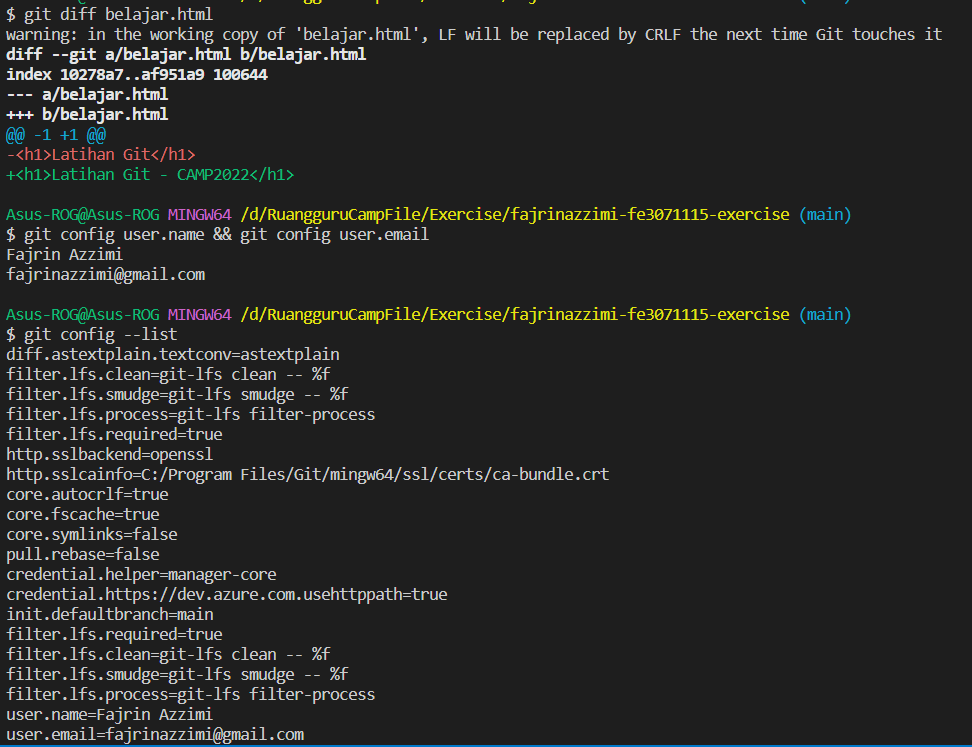 $ git diff belajar.html
warning: in the working copy of 'belajar.html', LF will be replaced by CRLF the next time Git touches it
diff --git a/belajar.html b/belajar.html
index 10278a7..af951a9 100644
--- a/belajar.html
+++ b/belajar.html
@@ -1 +1 @@
-<h1>Latihan Git</h1>
+<h1>Latihan Git - CAMP2022</h1>
Asus-ROG@Asus-ROG MINGW64 /d/RuangguruCampFile/Exercise/fajrinazzimi-fe3071115-exercise (main)
$ git config user.name && git config user.email
Fajrin Azzimi
fajrinazzimi@gmail.com
Asus-ROG@Asus-ROG MINGW64 /d/RuangguruCampFile/Exercise/fajrinazzimi-fe3071115-exercise (main)
$ git config --list
diff.astextplain.textconv=astextplain
filter.lfs.clean=git-lfs clean -- %f
filter.lfs.smudge=git-lfs smudge -- %f
filter.lfs.process=git-lfs filter-process
filter.lfs.required=true
http.sslbackend=openssl
http.sslcainfo=C:/Program Files/Git/mingw64/ssl/certs/ca-bundle.crt
core.autocrlf=true
core.fscache=true
core.symlinks=false
pull.rebase=false
credential.helper=manager-core
credential.https://dev.azure.com.usehttppath=true
init.defaultbranch=main
filter.lfs.required=true
filter.lfs.clean=git-lfs clean -- %f
filter.lfs.smudge=git-lfs smudge -- %f
filter.lfs.process=git-lfs filter-process
user.name=Fajrin Azzimi
user.email=fajrinazzimi@gmail.com